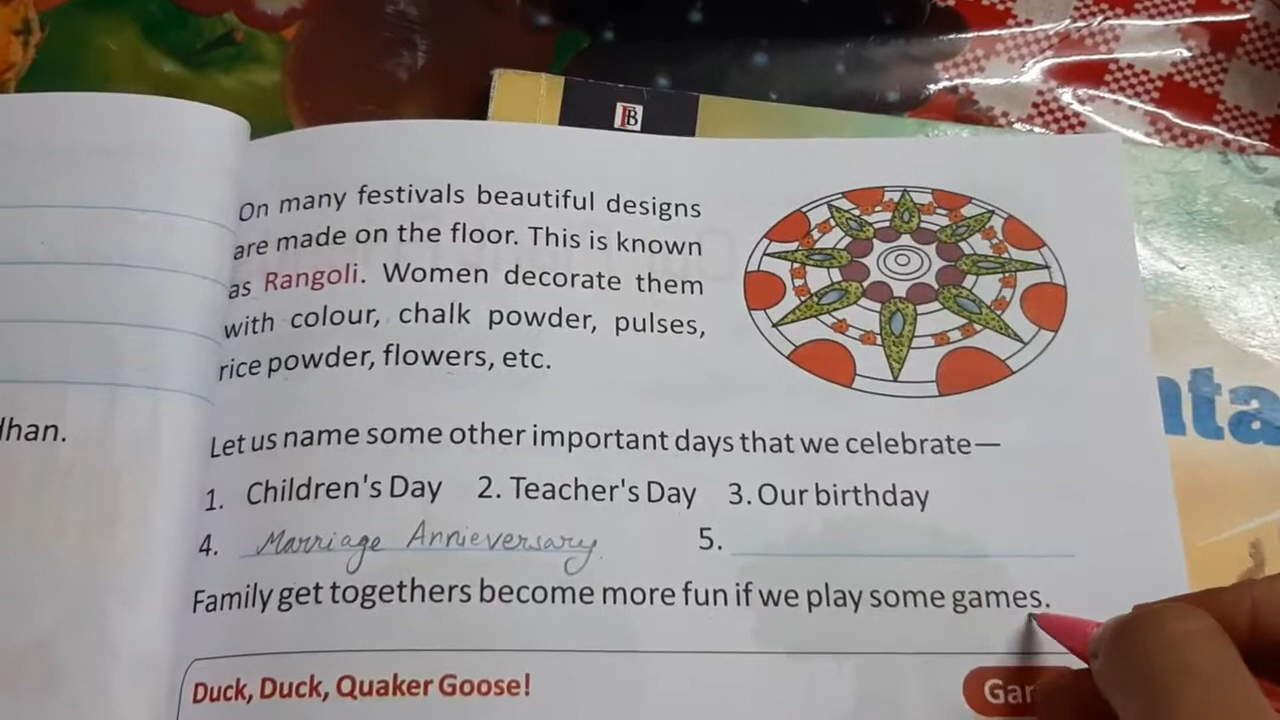 B
On many festivals beautiful designs
are made on the floor. This is known
as Rangoli. Women decorate them
with colour, chalk powder, pulses,
rice powder, flowers, etc.
dhan.
Let us name some other important days that we celebrate—
1. Children's Day 2. Teacher's Day 3. Our birthday
4. Marriage Annieversary 5.
Family get togethers become more fun if we play some games.
Duck, Duck, Quaker Goose!